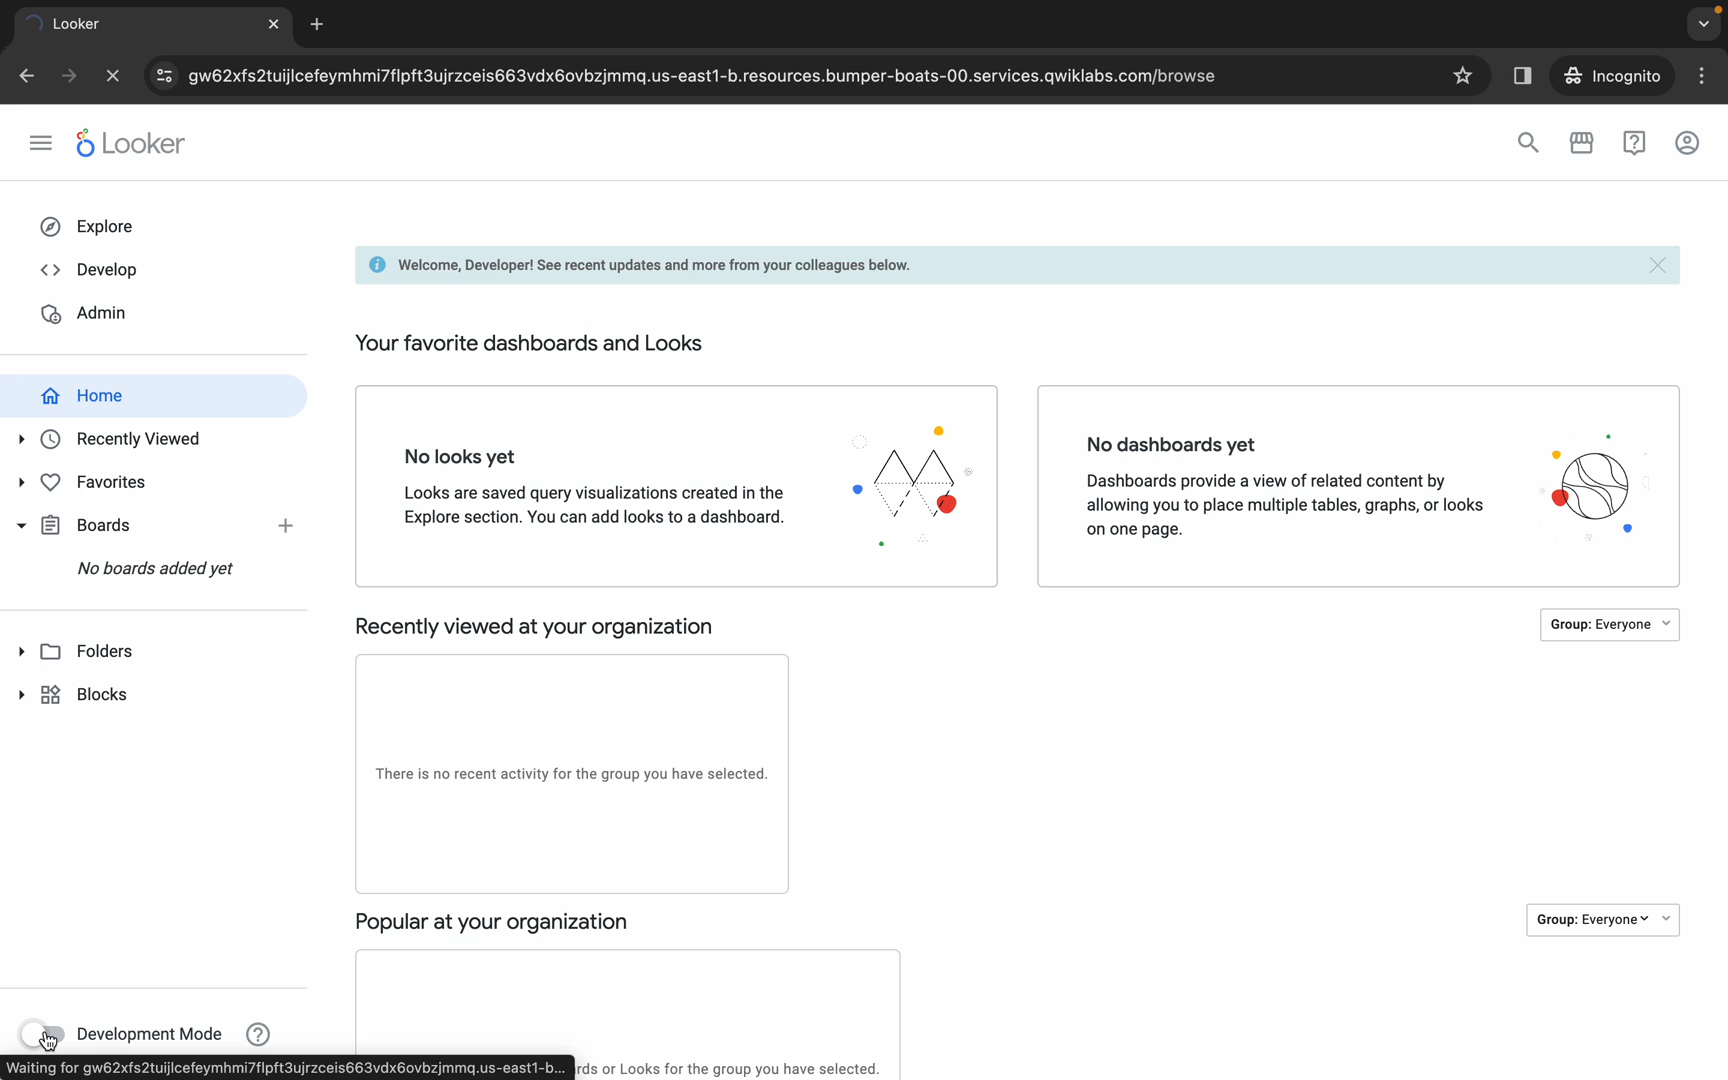 Looker
gw62xfs2tuijlcefeymhmi7flpft3ujrzceis663vdx6ovbzjmmq.us-east1-b.resources.bumper-boats-00.services.qwiklabs.com/browse
Incognito
Looker
Explore
Develop
Admin
Home
Recently Viewed
Favorites
Boards
No boards added yet
Folders
Blocks
Development Mode
Welcome, Developer! See recent updates and more from your colleagues below.
Your favorite dashboards and Looks
No looks yet
Looks are saved query visualizations created in the
Explore section. You can add looks to a dashboard.
No dashboards yet
Dashboards provide a view of related content by
allowing you to place multiple tables, graphs, or looks
on one page.
Recently viewed at your organization
Group: Everyone
There is no recent activity for the group you have selected.
Popular at your organization
Group: Everyone
rds or Looks for the group you have selected.
Waiting for gw62xfs2tuijlcefeymhmi7flpft3ujrzceis663vdx6ovbzjmmq.us-east1-b...